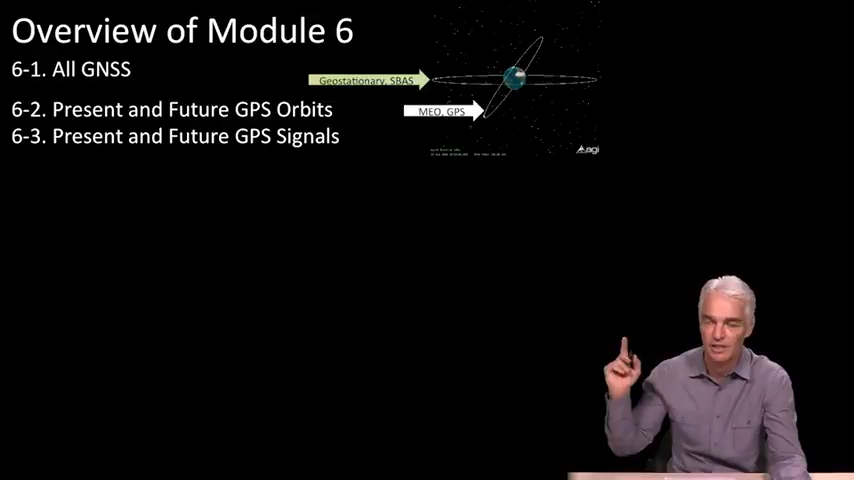 Overview of Module 6
6-1. All GNSS
Geostationary, SBAS
6-2. Present and Future GPS Orbits
MEO, GPS
6-3. Present and Future GPS Signals
agi